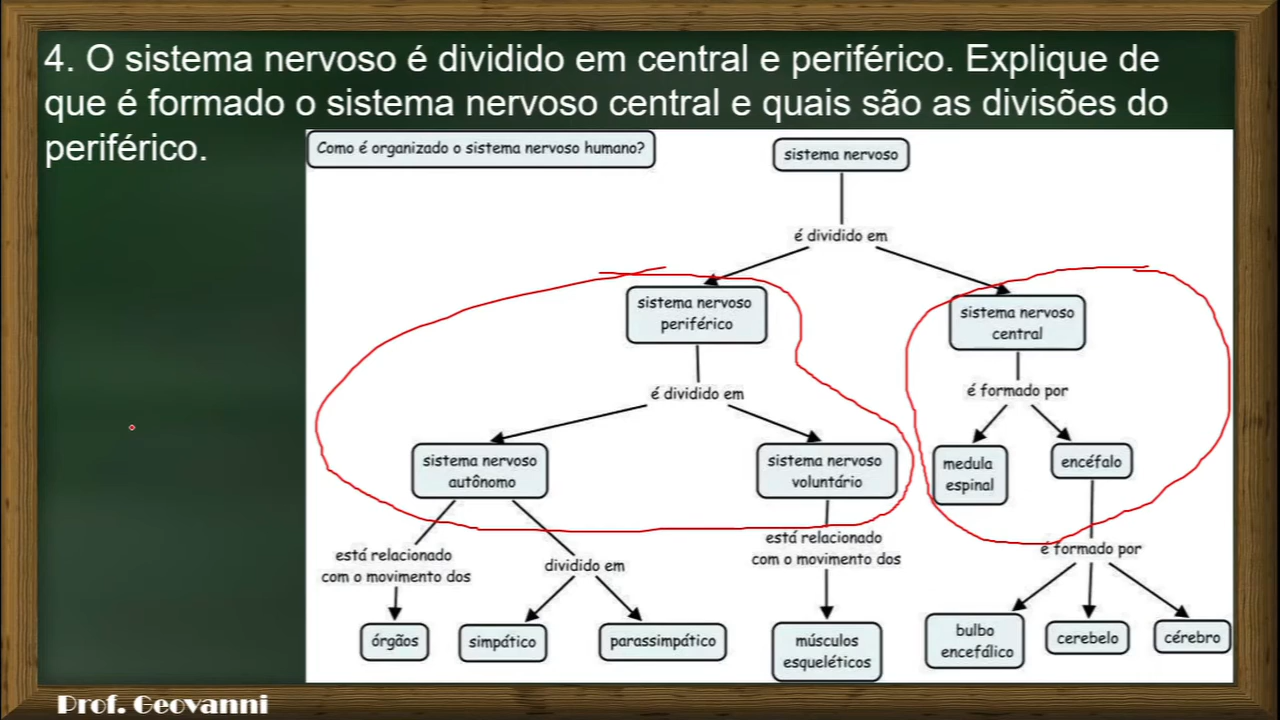 4. O sistema nervoso é dividido em central e periférico. Explique de
que é formado o sistema nervoso central e quais são as divisões do
periférico.
Como é organizado o sistema nervoso humano?
sistema nervoso
é dividido em
sistema nervoso
periférico
sistema nervoso
central
é dividido em
é formado por
sistema nervoso
autônomo
sistema nervoso
voluntário
medula
espinal
encéfalo
está relacionado
com o movimento dos
dividido em
está relacionado
com o movimento dos
é formado por
órgãos
simpático
parassimpático
músculos
esqueléticos
bulbo
encefálico
cerebelo
cérebro
Prof. Geovanni